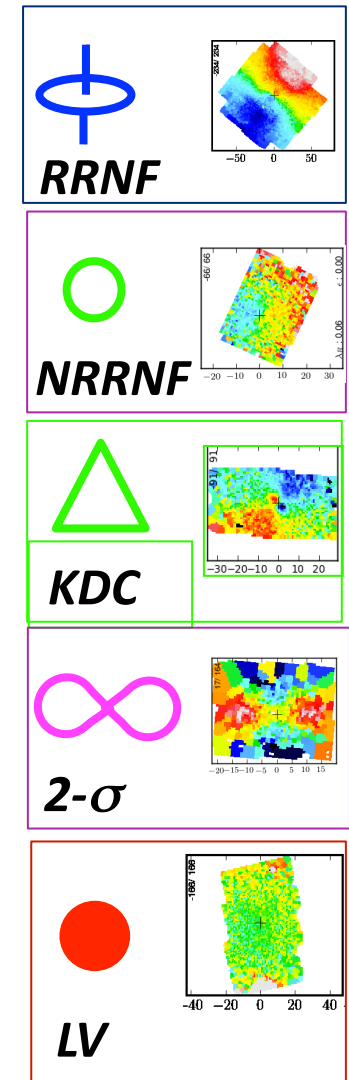 -234/ 234
−50 0 50
RRNF
-66/ 66
ϵ : 0.00
λR : 0.06
−20 −10 0 10 20 30
NRRNF
-91/ 91
−30−20−10 0 10 20
KDC
17/ 164
−20−15−10−5 0 5 10 15
2-σ
-166/ 166
-40 -20 0 20 40
LV